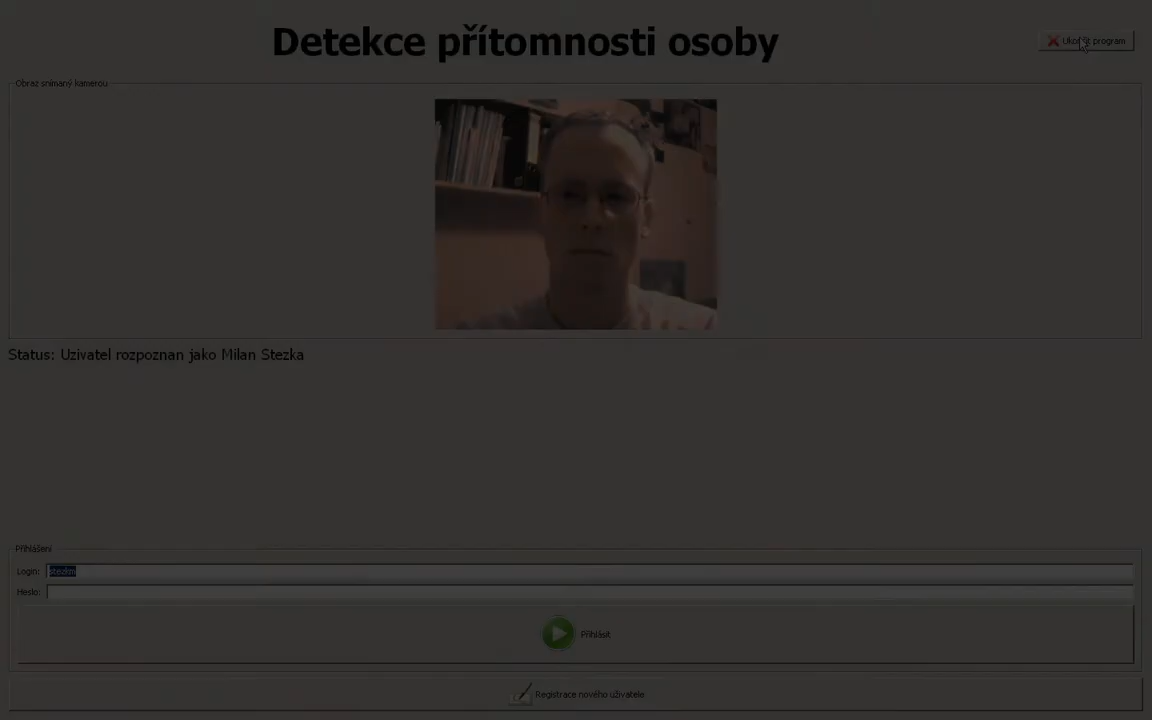 Detekce přítomnosti osoby
Ukončit program
Obraz snímaný kamerou
Status: Uzivatel rozpoznan jako Milan Stezka
Přihlášení
Login: stezkm
Heslo:
Přihlásit
Registrace nového uživatele